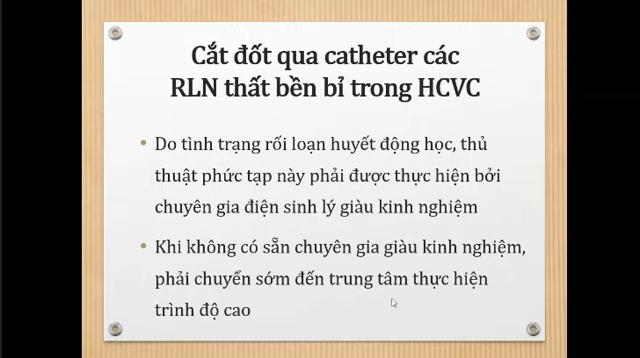 Cắt đốt qua catheter các
RLN thất bền bỉ trong HCVC
• Do tình trạng rối loạn huyết động học, thủ
thuật phức tạp này phải được thực hiện bởi
chuyên gia điện sinh lý giàu kinh nghiệm
• Khi không có sẵn chuyên gia giàu kinh nghiệm,
phải chuyển sớm đến trung tâm thực hiện
trình độ cao